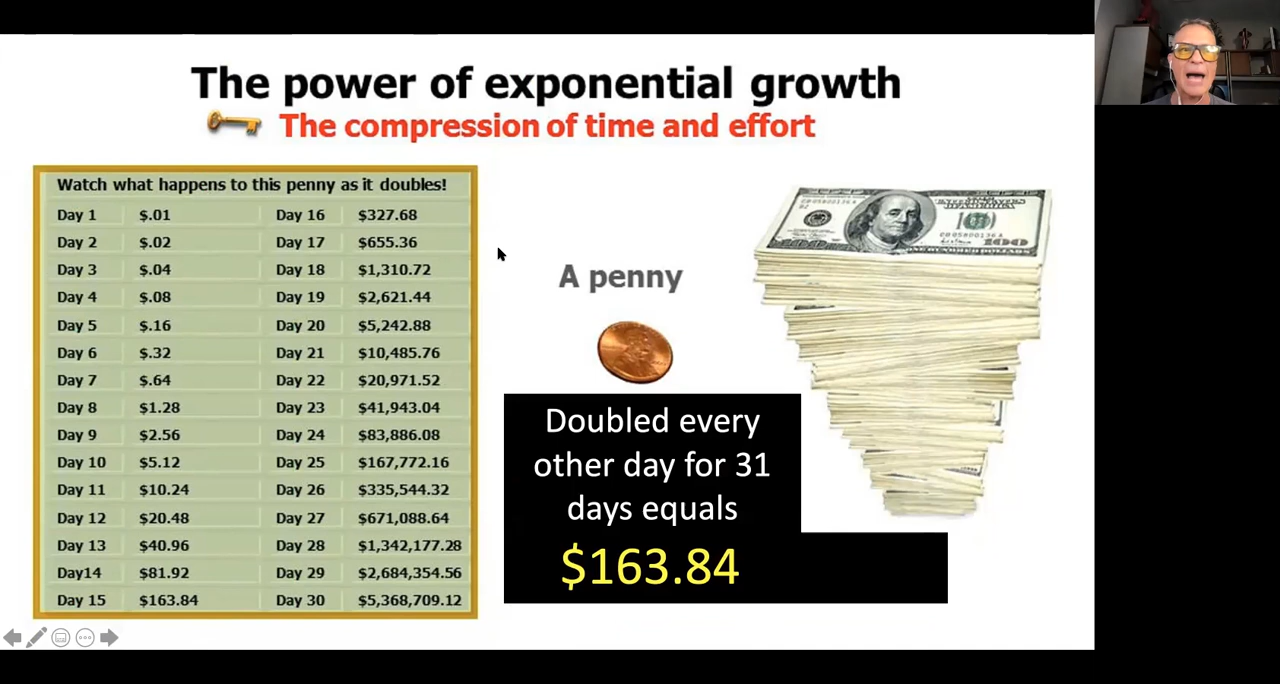 The power of exponential growth
The compression of time and effort
Watch what happens to this penny as it doubles!
Day 1 $.01 Day 16 $327.68
Day 2 $.02 Day 17 $655.36
Day 3 $.04 Day 18 $1,310.72
Day 4 $.08 Day 19 $2,621.44
Day 5 $.16 Day 20 $5,242.88
Day 6 $.32 Day 21 $10,485.76
Day 7 $.64 Day 22 $20,971.52
Day 8 $1.28 Day 23 $41,943.04
Day 9 $2.56 Day 24 $83,886.08
Day 10 $5.12 Day 25 $167,772.16
Day 11 $10.24 Day 26 $335,544.32
Day 12 $20.48 Day 27 $671,088.64
Day 13 $40.96 Day 28 $1,342,177.28
Day14 $81.92 Day 29 $2,684,354.56
Day 15 $163.84 Day 30 $5,368,709.12
A penny
Doubled every
other day for 31
days equals
$163.84
100